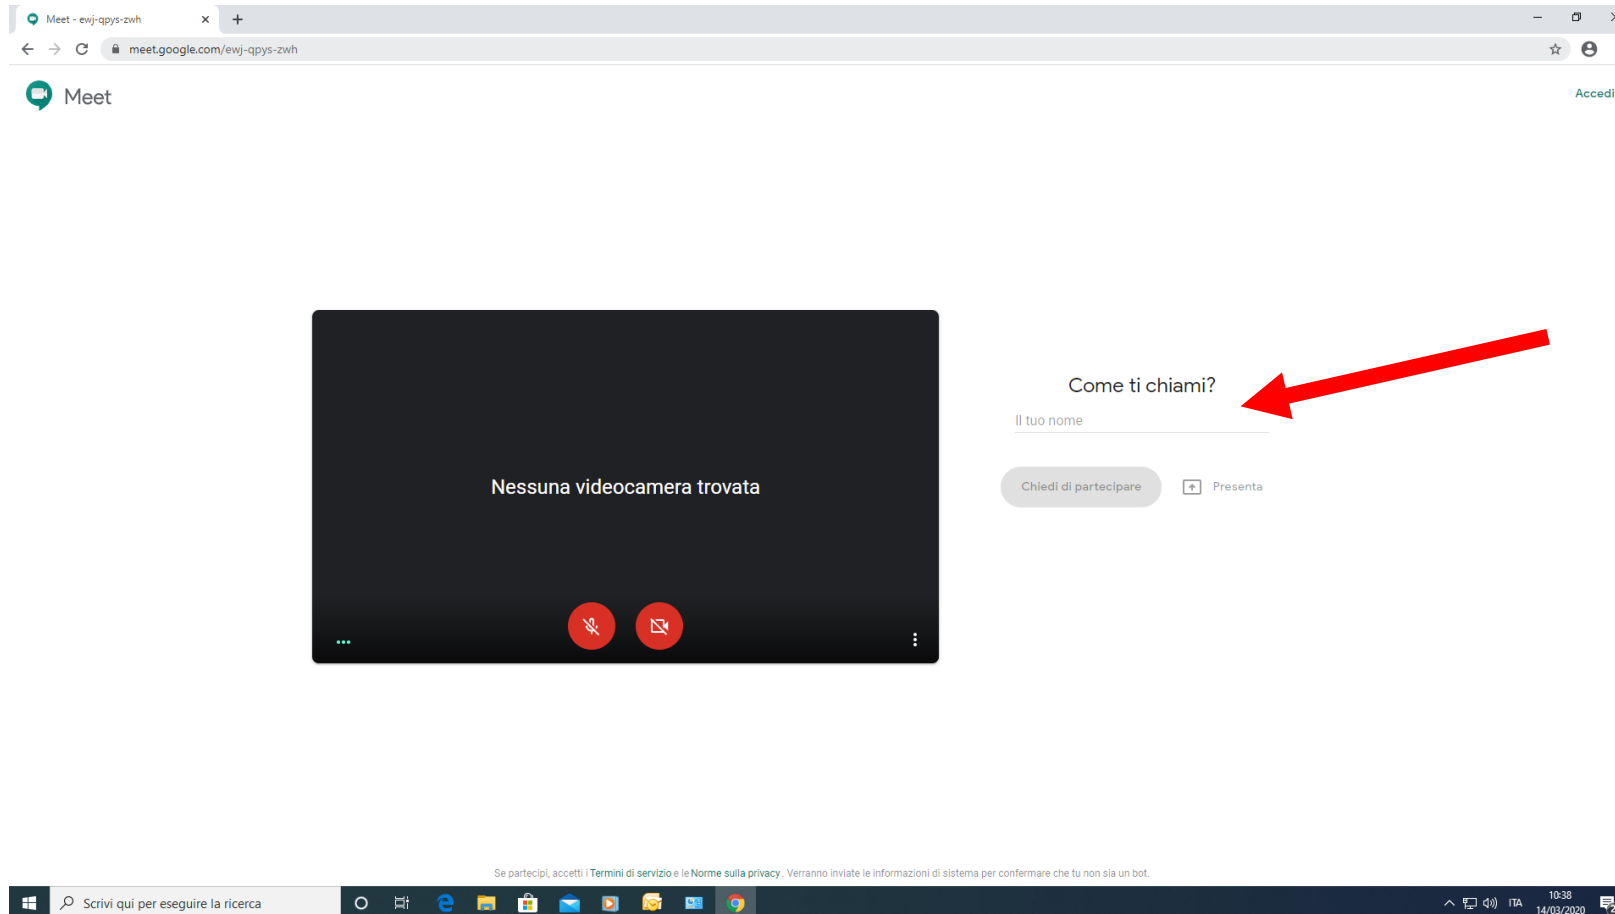 Meet - ewj-qpys-zwh
meet.google.com/ewj-qpys-zwh
Meet
Accedi
Come ti chiami?
Il tuo nome
Nessuna videocamera trovata
Chiedi di partecipare
Presenta
Se partecipi, accetti i Termini di servizio e le Norme sulla privacy. Verranno inviate le informazioni di sistema per confermare che tu non sia un bot.
Scrivi qui per eseguire la ricerca
ITA
10:38
14/03/2020